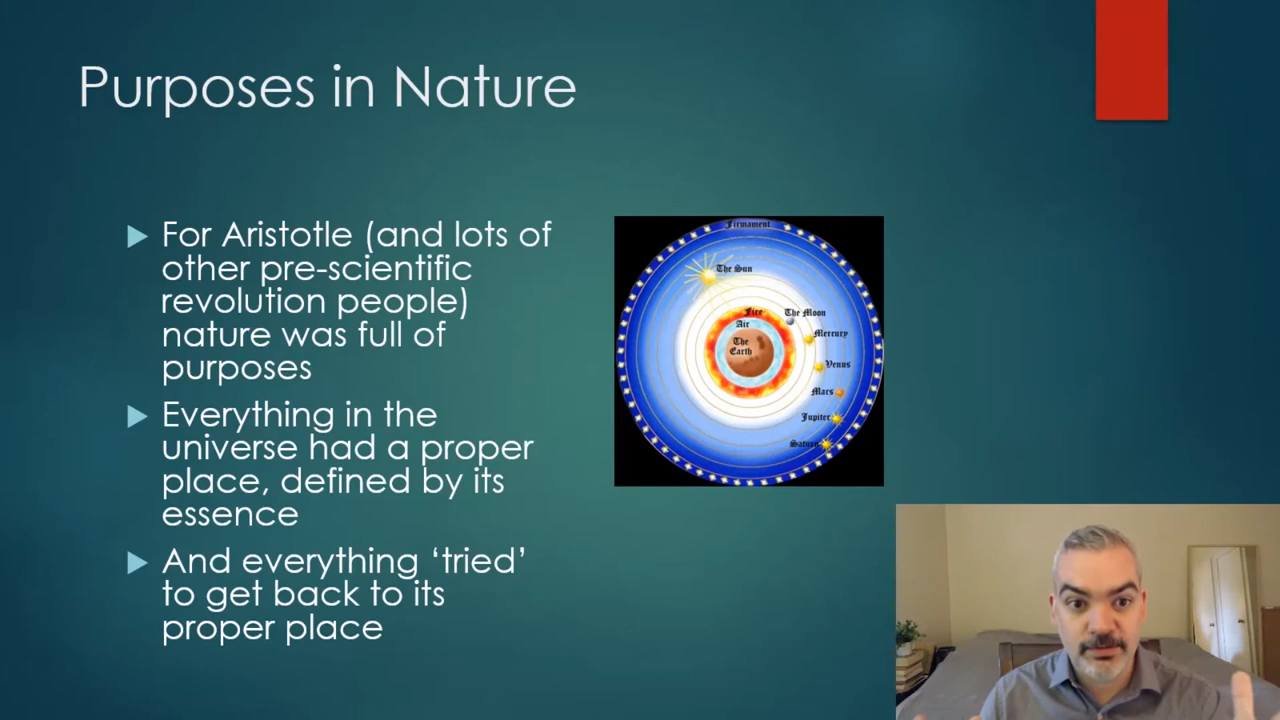 Purposes in Nature
For Aristotle (and lots of
other pre-scientific
revolution people)
nature was full of
purposes
Everything in the
universe had a proper
place, defined by its
essence
And everything ‘tried’
to get back to its
proper place
Firmament
The Sun
Fire
The Moon
Air
Mercury
The
Earth
Venus
Mars
Jupiter
Saturn